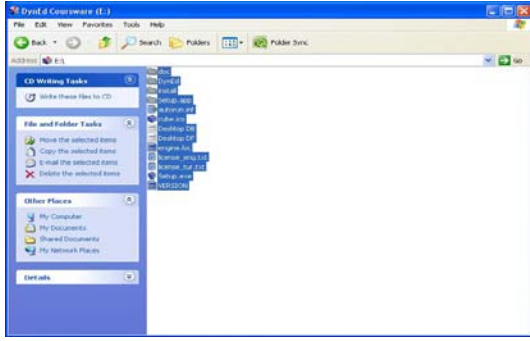 DynEd Coursware (E:)
File Edit View Favorites Tools Help
Back Search Folders Folder Sync
Address E:\ Go
CD Writing Tasks
Write these files to CD
File and Folder Tasks
Move the selected items
Copy the selected items
E-mail the selected items
Delete the selected items
Other Places
My Computer
My Documents
Shared Documents
My Network Places
Details
doc
DynEd
install
Setup.app
autorun.inf
cube.ico
Desktop DB
Desktop DF
engine.loc
license_eng.txt
license_tur.txt
Setup.exe
VERSION